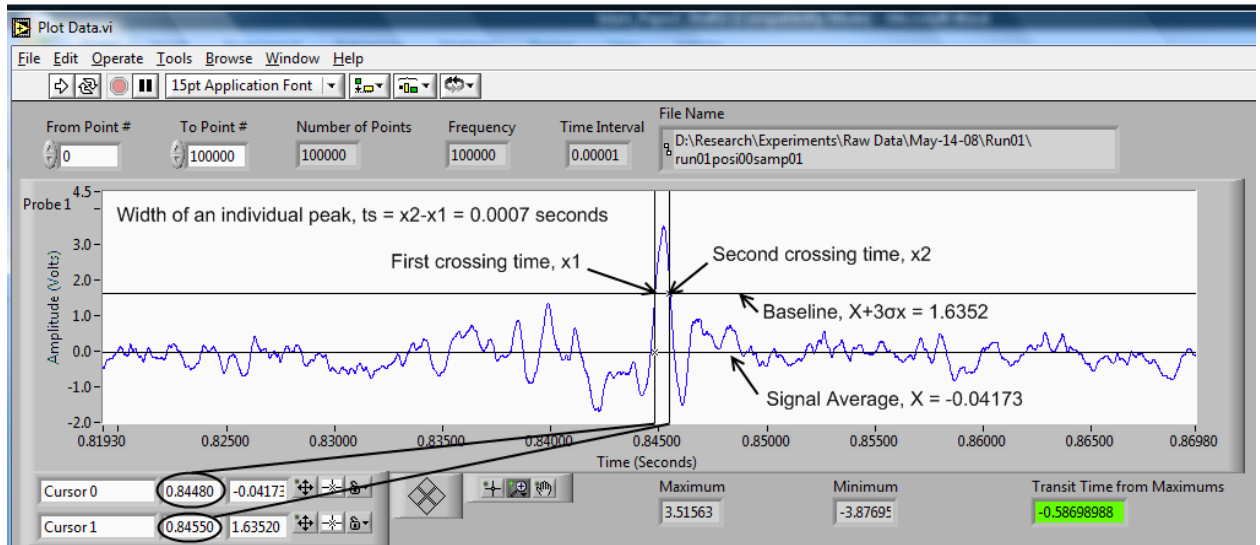 Plot Data.vi
File Edit Operate Tools Browse Window Help
15pt Application Font
From Point #
To Point #
Number of Points
Frequency
Time Interval
File Name
0
100000
100000
100000
0.00001
D:\Research\Experiments\Raw Data\May-14-08\Run01\
run01posi00samp01
Probe 1
4.5
3.0
2.0
1.0
0.0
-1.0
-2.0
Amplitude (Volts)
Width of an individual peak, ts = x2-x1 = 0.0007 seconds
First crossing time, x1
Second crossing time, x2
Baseline, X+3σx = 1.6352
Signal Average, X = -0.04173
0.81930 0.82500 0.83000 0.83500 0.84000 0.84500 0.85000 0.85500 0.86000 0.86500 0.86980
Time (Seconds)
Cursor 0 0.84480 -0.04173
Cursor 1 0.84550 1.63520
Maximum
3.51563
Minimum
-3.87695
Transit Time from Maximums
-0.58698988